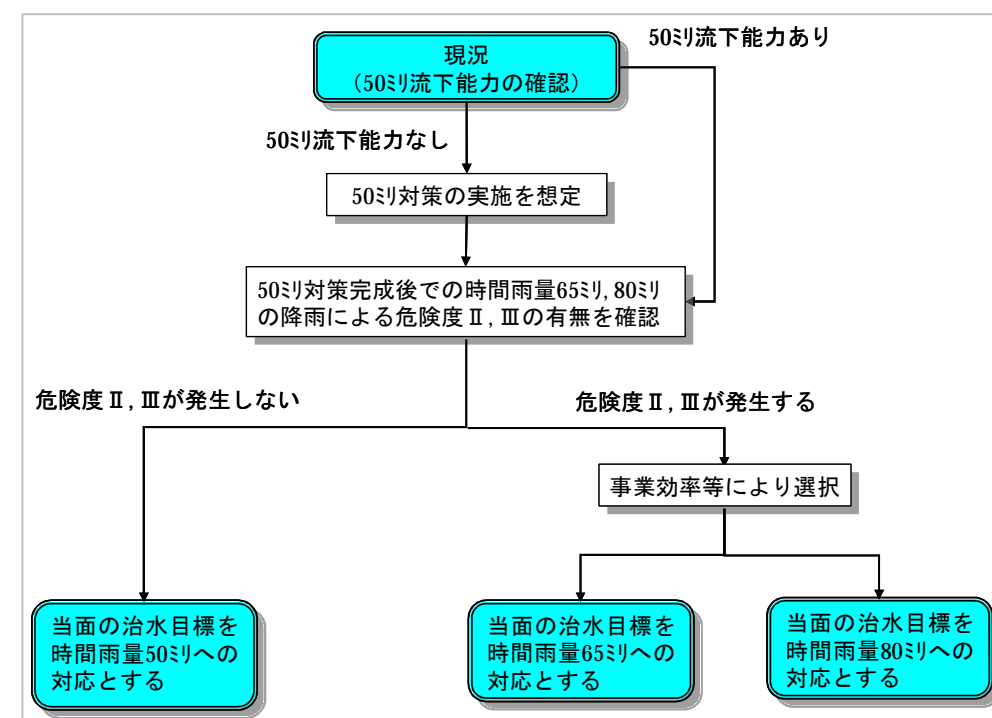 50ﾐﾘ流下能力あり
現況
（50ﾐﾘ流下能力の確認）
50ﾐﾘ流下能力なし
50ﾐﾘ対策の実施を想定
50ﾐﾘ対策完成後での時間雨量65ﾐﾘ,80ﾐﾘ
の降雨による危険度Ⅱ,Ⅲの有無を確認
危険度Ⅱ,Ⅲが発生しない
危険度Ⅱ,Ⅲが発生する
事業効率等により選択
当面の治水目標を
時間雨量50ﾐﾘへの
対応とする
当面の治水目標を
時間雨量65ﾐﾘへの
対応とする
当面の治水目標を
時間雨量80ﾐﾘへの
対応とする